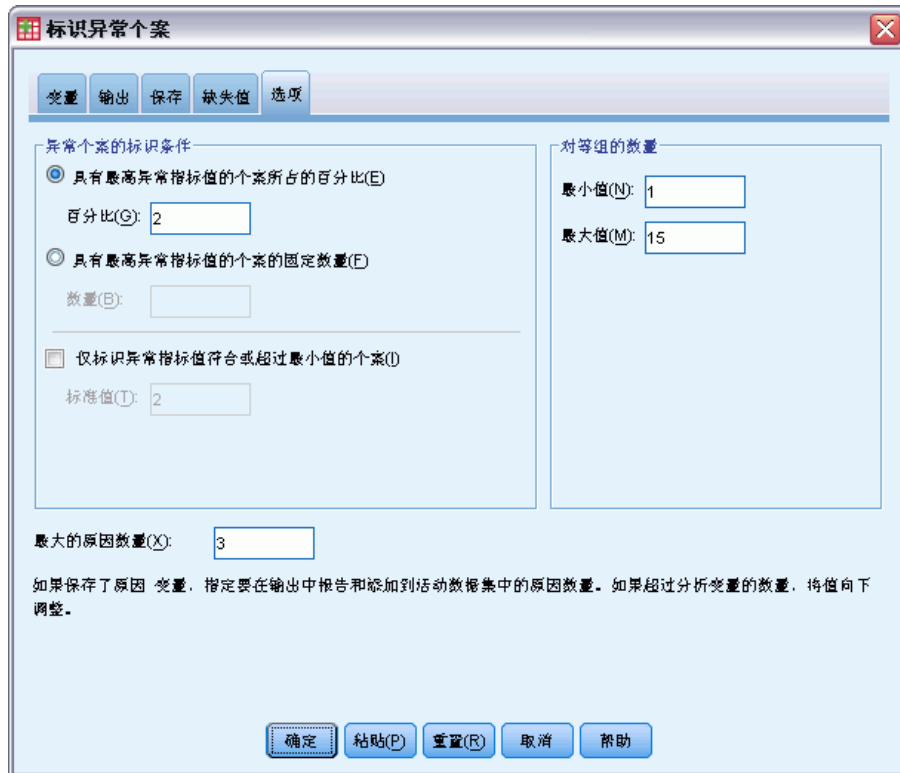 标识异常个案
变量 输出 保存 缺失值 选项
异常个案的标识条件
具有最高异常指标值的个案所占的百分比(E)
百分比(G): 2
具有最高异常指标值的个案的固定数量(F)
数量(B):
仅标识异常指标值符合或超过最小值的个案(I)
标准值(T): 2
对等组的数量
最小值(N): 1
最大值(M): 15
最大的原因数量(X): 3
如果保存了原因 变量，指定要在输出中报告和添加到活动数据集中的原因数量。如果超过分析变量的数量，将值向下
调整。
确定 粘贴(P) 重置(R) 取消 帮助